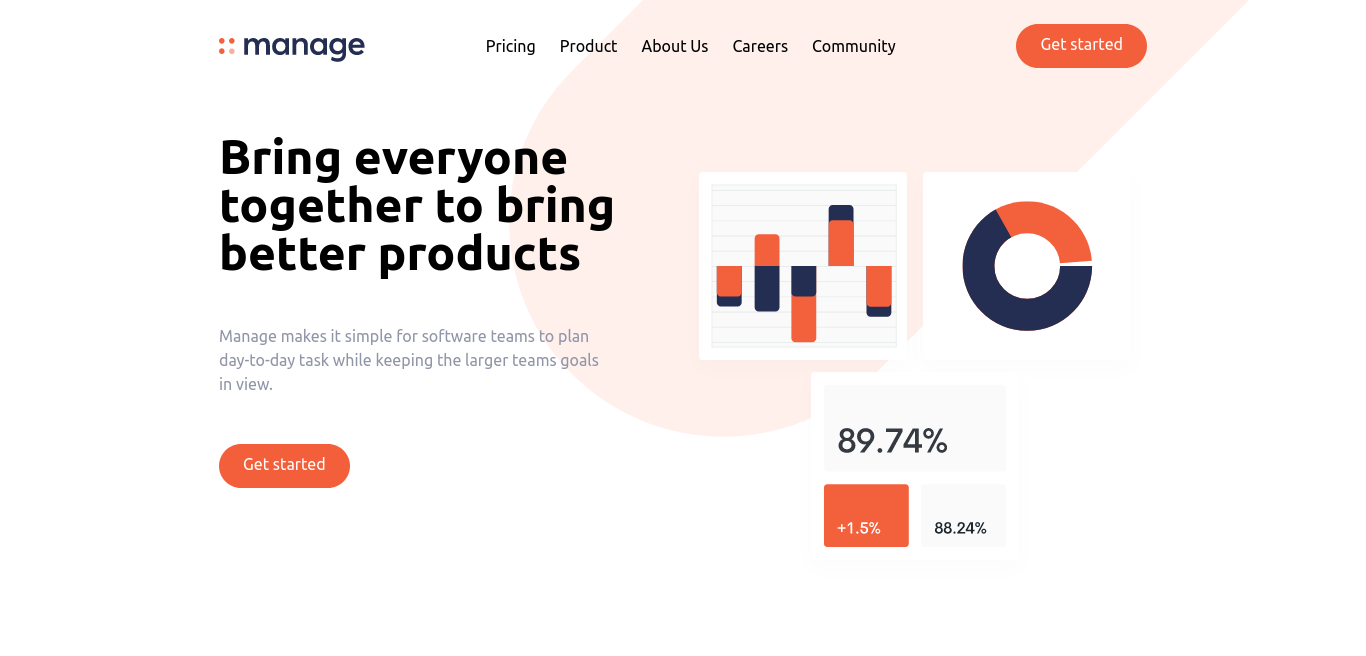 manage
Pricing
Product
About Us
Careers
Community
Get started
Bring everyone
together to bring
better products
Manage makes it simple for software teams to plan
day-to-day task while keeping the larger teams goals
in view.
Get started
89.74%
+1.5%
88.24%